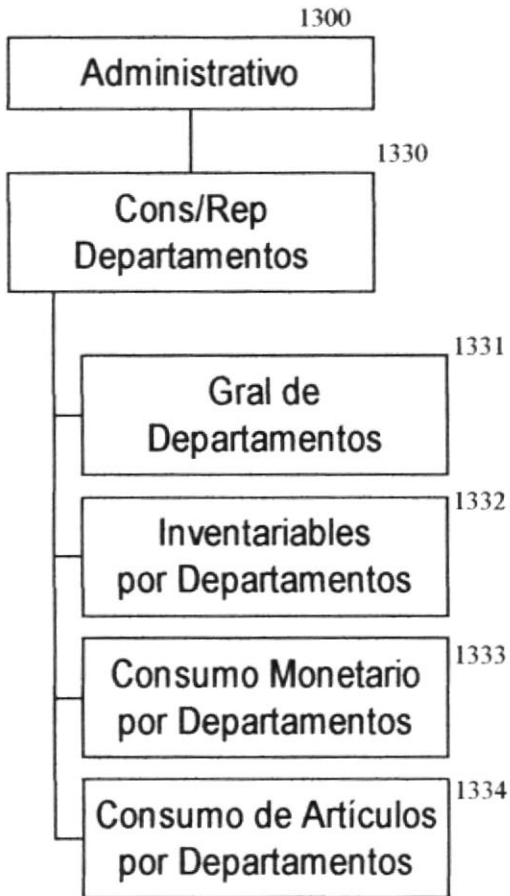 1300
Administrativo
1330
Cons/Rep
Departamentos
1331
Gral de
Departamentos
1332
Inventariables
por Departamentos
1333
Consumo Monetario
por Departamentos
1334
Consumo de Artículos
por Departamentos